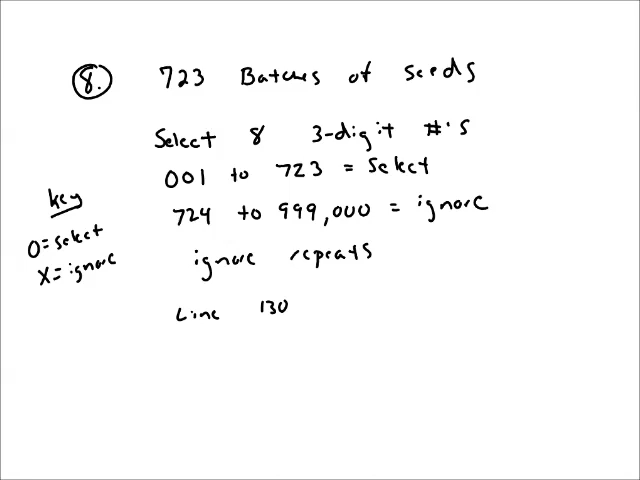 8. 723 Batches of seeds
Select 8 3-digit #'s
001 to 723 = select
724 to 999,000 = ignore
ignore repeats
Line 130
key
O = select
X = ignore